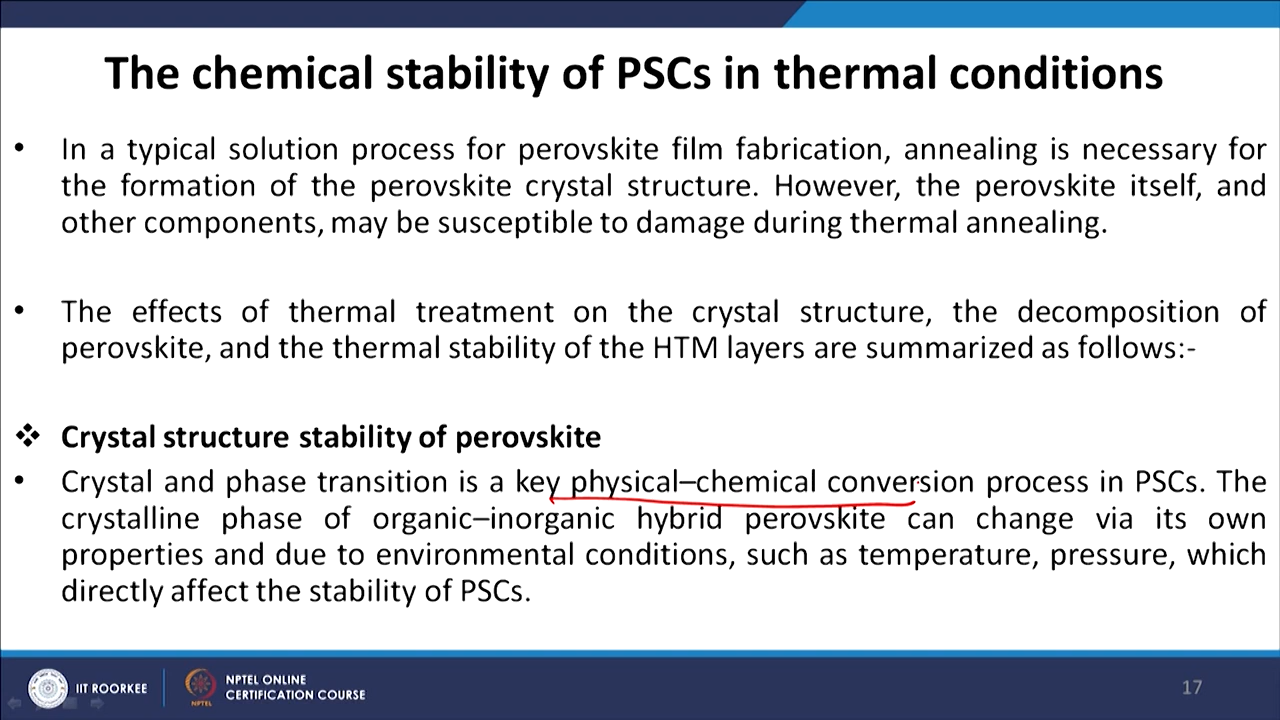 The chemical stability of PSCs in thermal conditions
• In a typical solution process for perovskite film fabrication, annealing is necessary for
the formation of the perovskite crystal structure. However, the perovskite itself, and
other components, may be susceptible to damage during thermal annealing.
• The effects of thermal treatment on the crystal structure, the decomposition of
perovskite, and the thermal stability of the HTM layers are summarized as follows:-
❖ Crystal structure stability of perovskite
• Crystal and phase transition is a key physical–chemical conversion process in PSCs. The
crystalline phase of organic–inorganic hybrid perovskite can change via its own
properties and due to environmental conditions, such as temperature, pressure, which
directly affect the stability of PSCs.
IIT ROORKEE
NPTEL
NPTEL ONLINE
CERTIFICATION COURSE
17